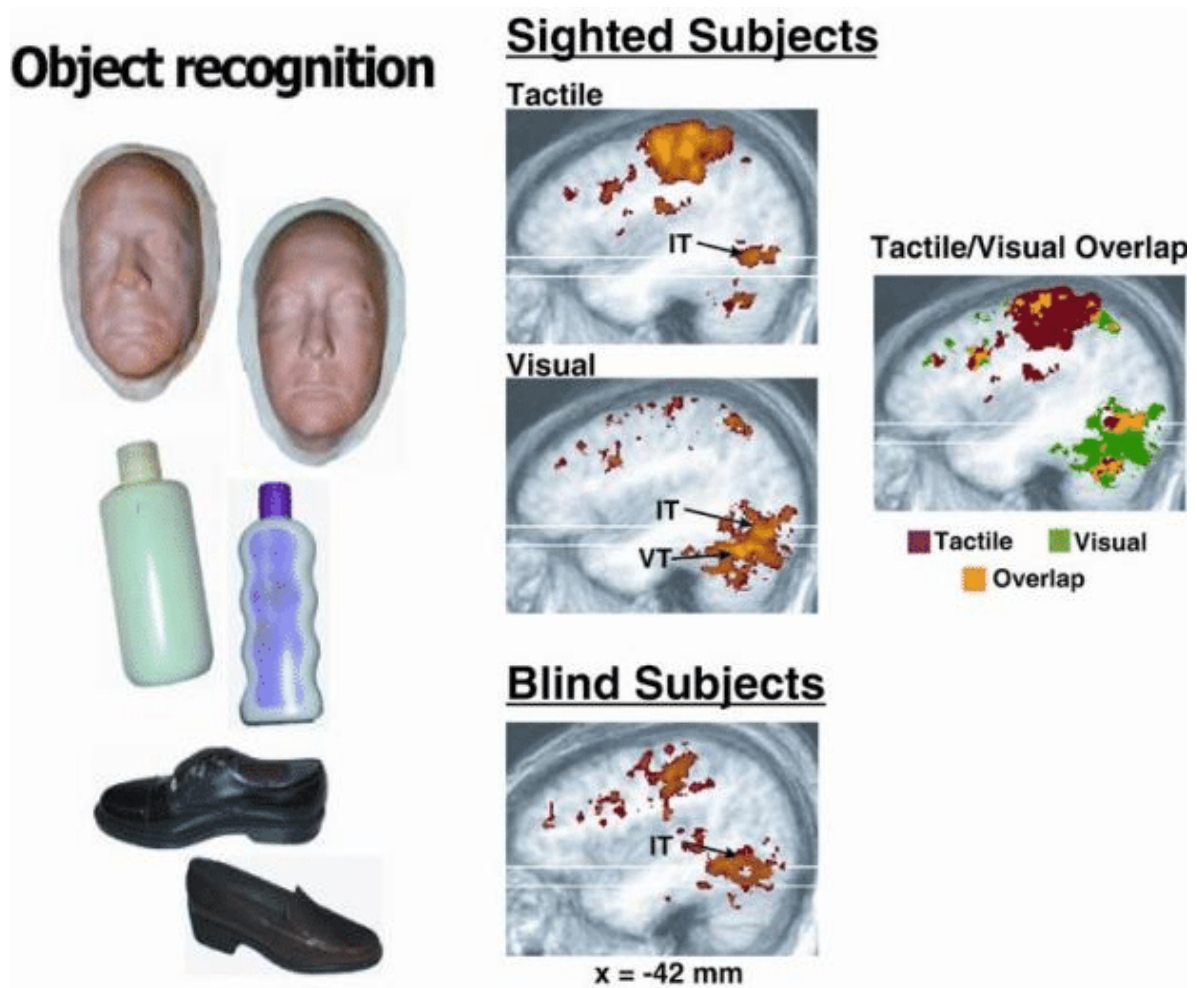 Object recognition
Sighted Subjects
Tactile
IT
Visual
IT
VT
Tactile/Visual Overlap
Tactile Visual
Overlap
Blind Subjects
IT
x = -42 mm